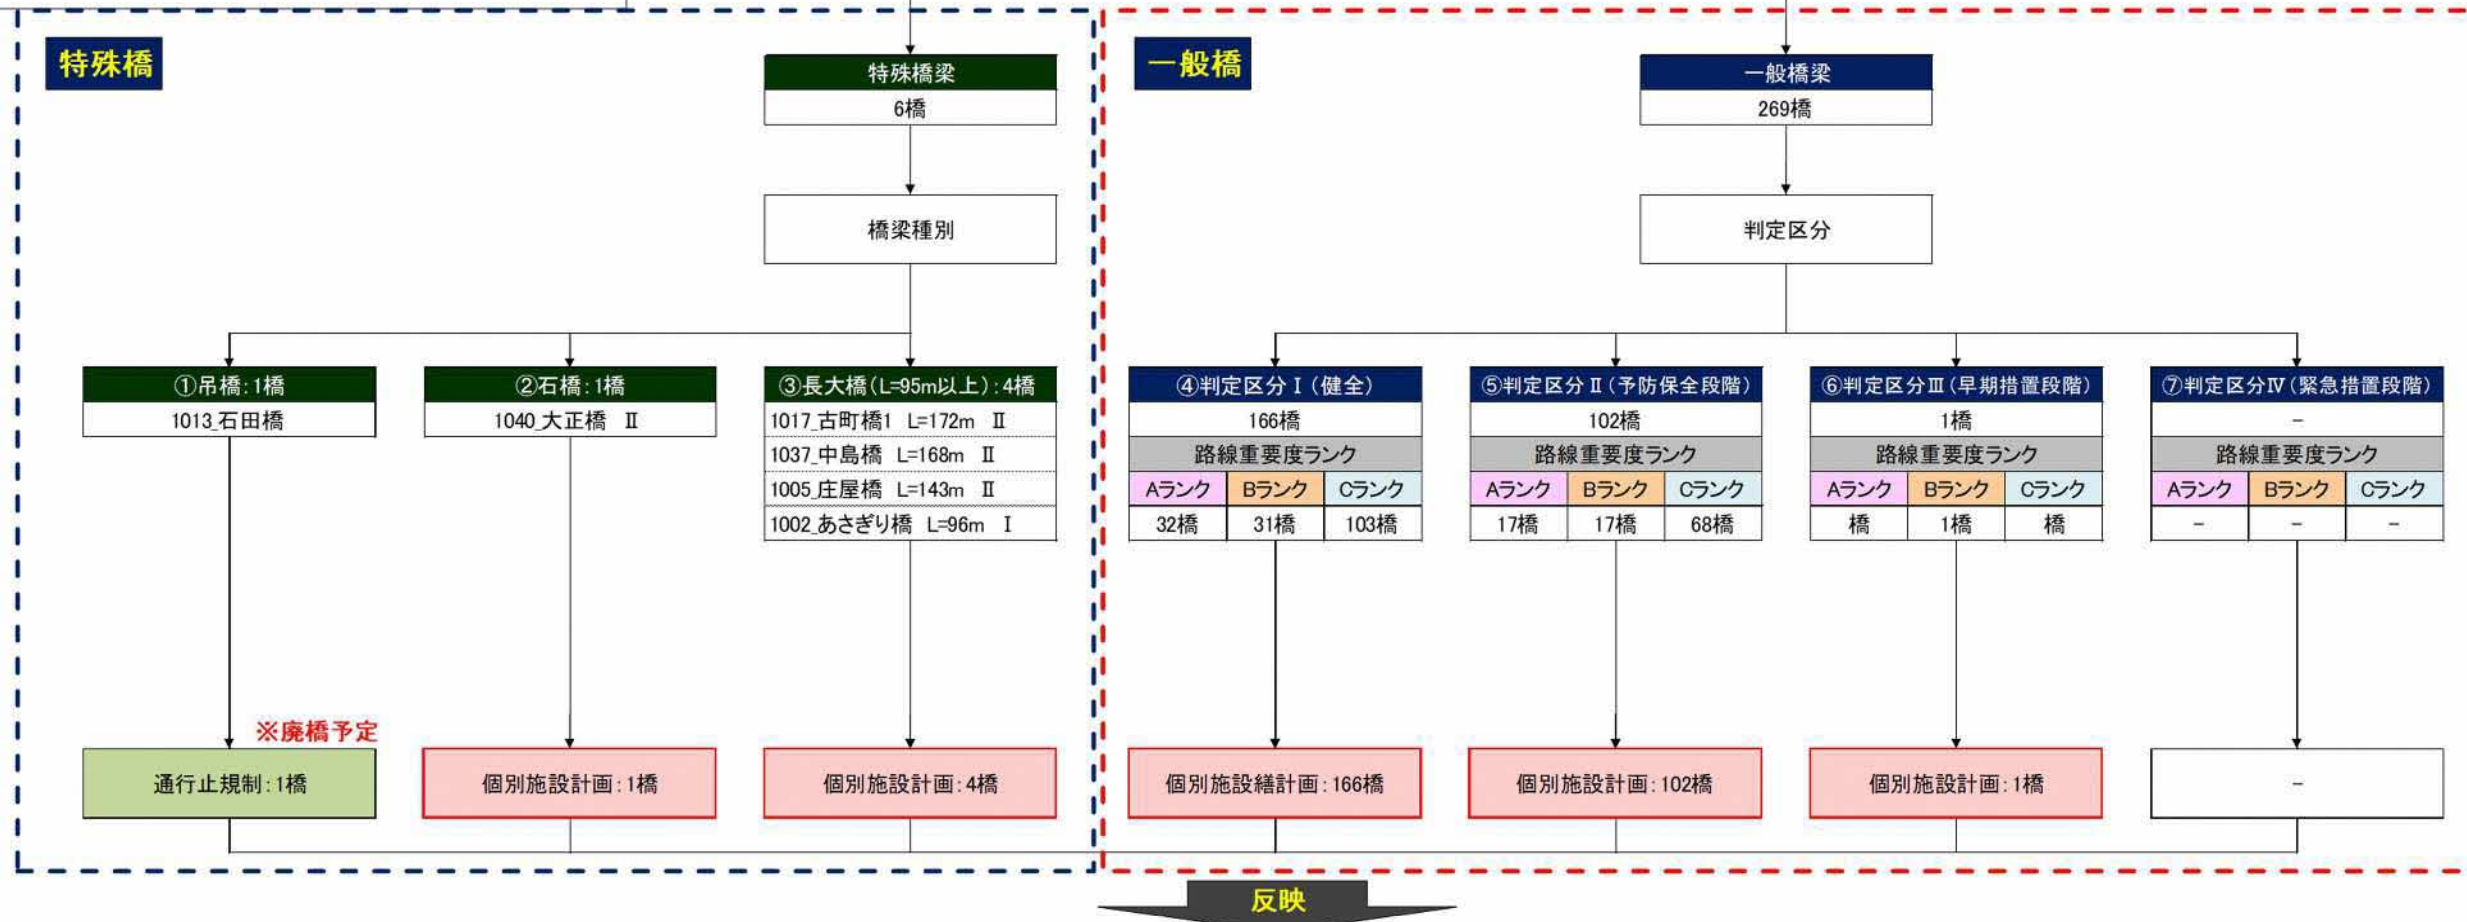 特殊橋
特殊橋梁
6橋
橋梁種別
①吊橋:1橋
1013_石田橋
②石橋:1橋
1040_大正橋 Ⅱ
③長大橋(L=95m以上):4橋
1017_古町橋1 L=172m Ⅱ
1037_中島橋 L=168m Ⅱ
1005_庄屋橋 L=143m Ⅱ
1002_あさぎり橋 L=96m Ⅰ
※廃橋予定
通行止規制:1橋
個別施設計画:1橋
個別施設計画:4橋
一般橋
一般橋梁
269橋
判定区分
④判定区分Ⅰ(健全)
166橋
路線重要度ランク
Aランク Bランク Cランク
32橋 31橋 103橋
⑤判定区分Ⅱ(予防保全段階)
102橋
路線重要度ランク
Aランク Bランク Cランク
17橋 17橋 68橋
⑥判定区分Ⅲ(早期措置段階)
1橋
路線重要度ランク
Aランク Bランク Cランク
橋 1橋 橋
⑦判定区分Ⅳ(緊急措置段階)
-
路線重要度ランク
Aランク Bランク Cランク
- - -
個別施設繕計画:166橋
個別施設計画:102橋
個別施設計画:1橋
-
反映